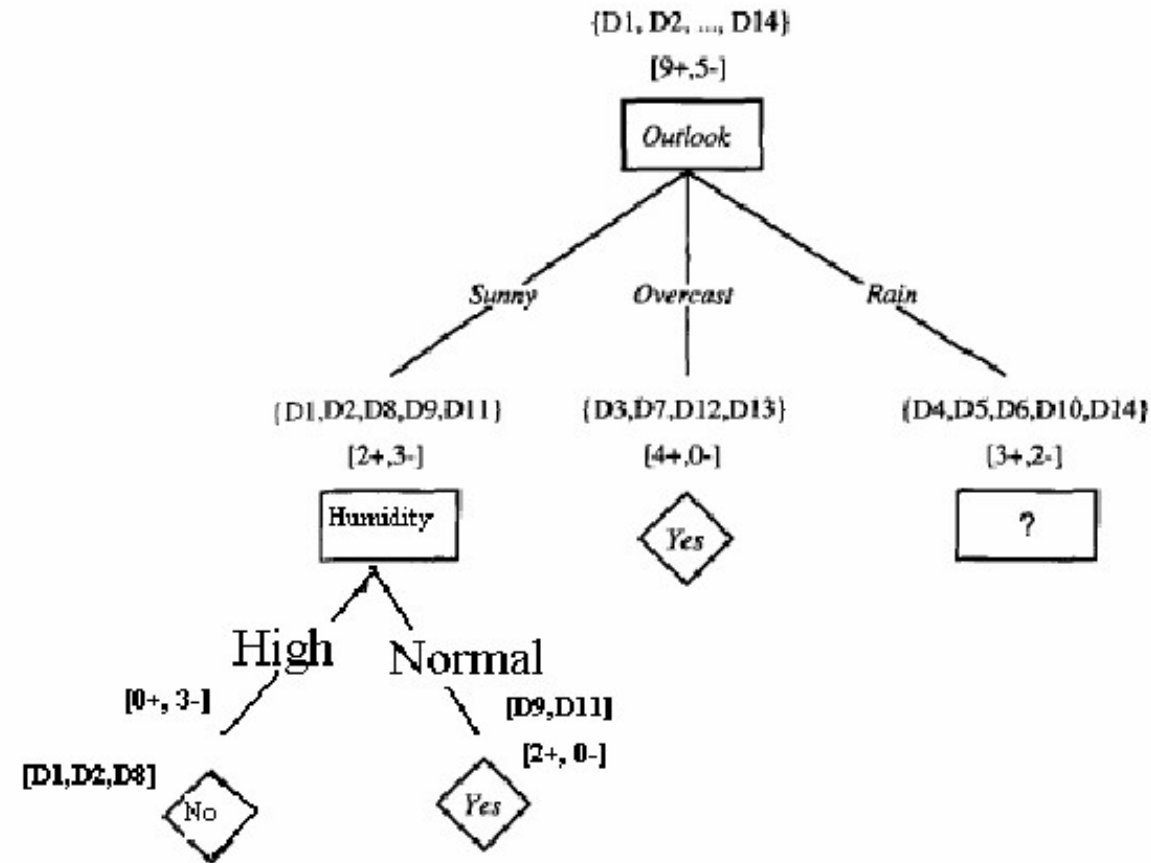 {D1, D2, ..., D14}
[9+,5-]
Outlook
Sunny Overcast Rain
{D1,D2,D8,D9,D11} {D3,D7,D12,D13} {D4,D5,D6,D10,D14}
[2+,3-] [4+,0-] [3+,2-]
Humidity Yes ?
High Normal
[0+, 3-] [D9,D11]
[2+, 0-]
[D1,D2,D8]
No Yes